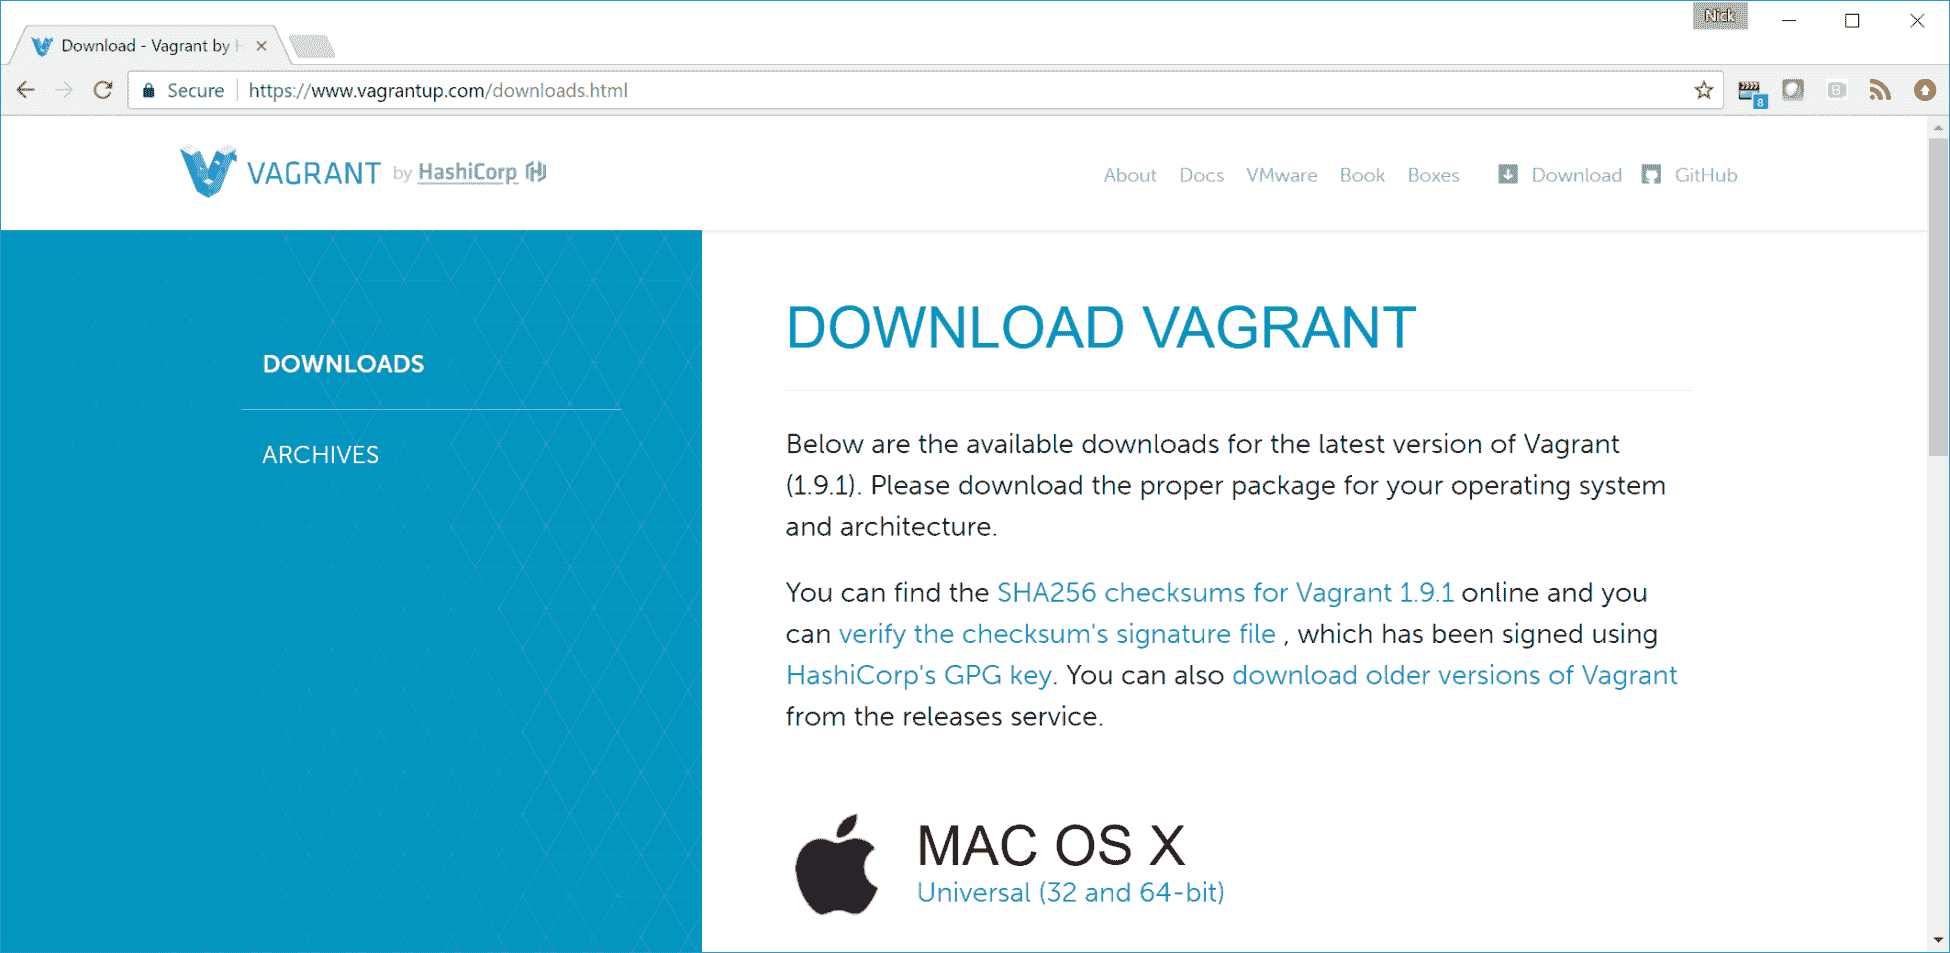 Nick
Download - Vagrant by H
Secure https://www.vagrantup.com/downloads.html
8
B
VAGRANT by HashiCorp
About Docs VMware Book Boxes Download GitHub
DOWNLOADS
ARCHIVES
DOWNLOAD VAGRANT
Below are the available downloads for the latest version of Vagrant
(1.9.1). Please download the proper package for your operating system
and architecture.
You can find the SHA256 checksums for Vagrant 1.9.1 online and you
can verify the checksum's signature file , which has been signed using
HashiCorp's GPG key. You can also download older versions of Vagrant
from the releases service.
MAC OS X
Universal (32 and 64-bit)